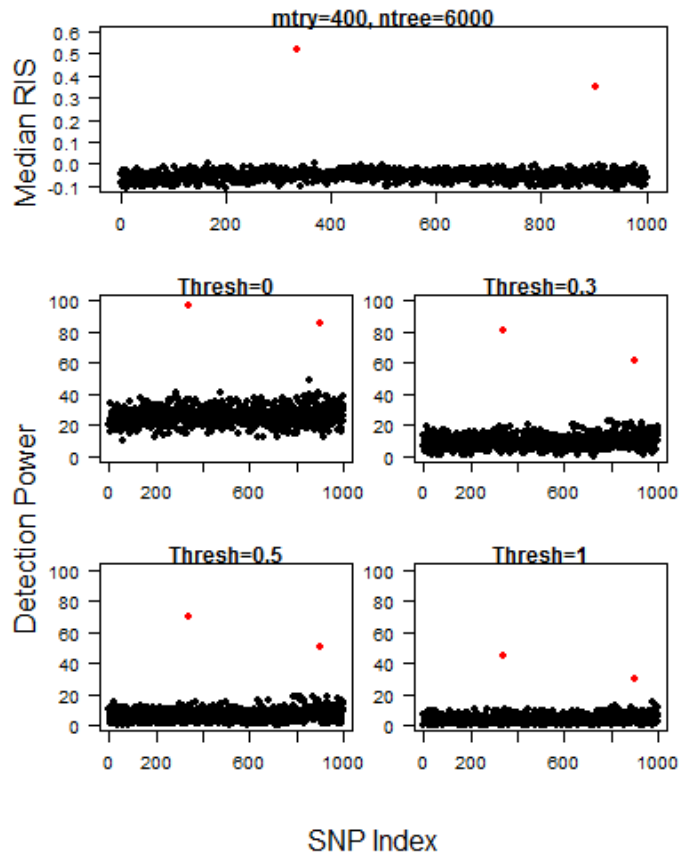 mtry=400, ntree=6000
Median RIS
0.6
0.5
0.4
0.3
0.2
0.1
0.0
-0.1
0 200 400 600 800 1000
Detection Power
Thresh=0
100
80
60
40
20
0
0 200 600 1000
Thresh=0.3
100
80
60
40
20
0
0 200 600 1000
Thresh=0.5
100
80
60
40
20
0
0 200 600 1000
Thresh=1
100
80
60
40
20
0
0 200 600 1000
SNP Index